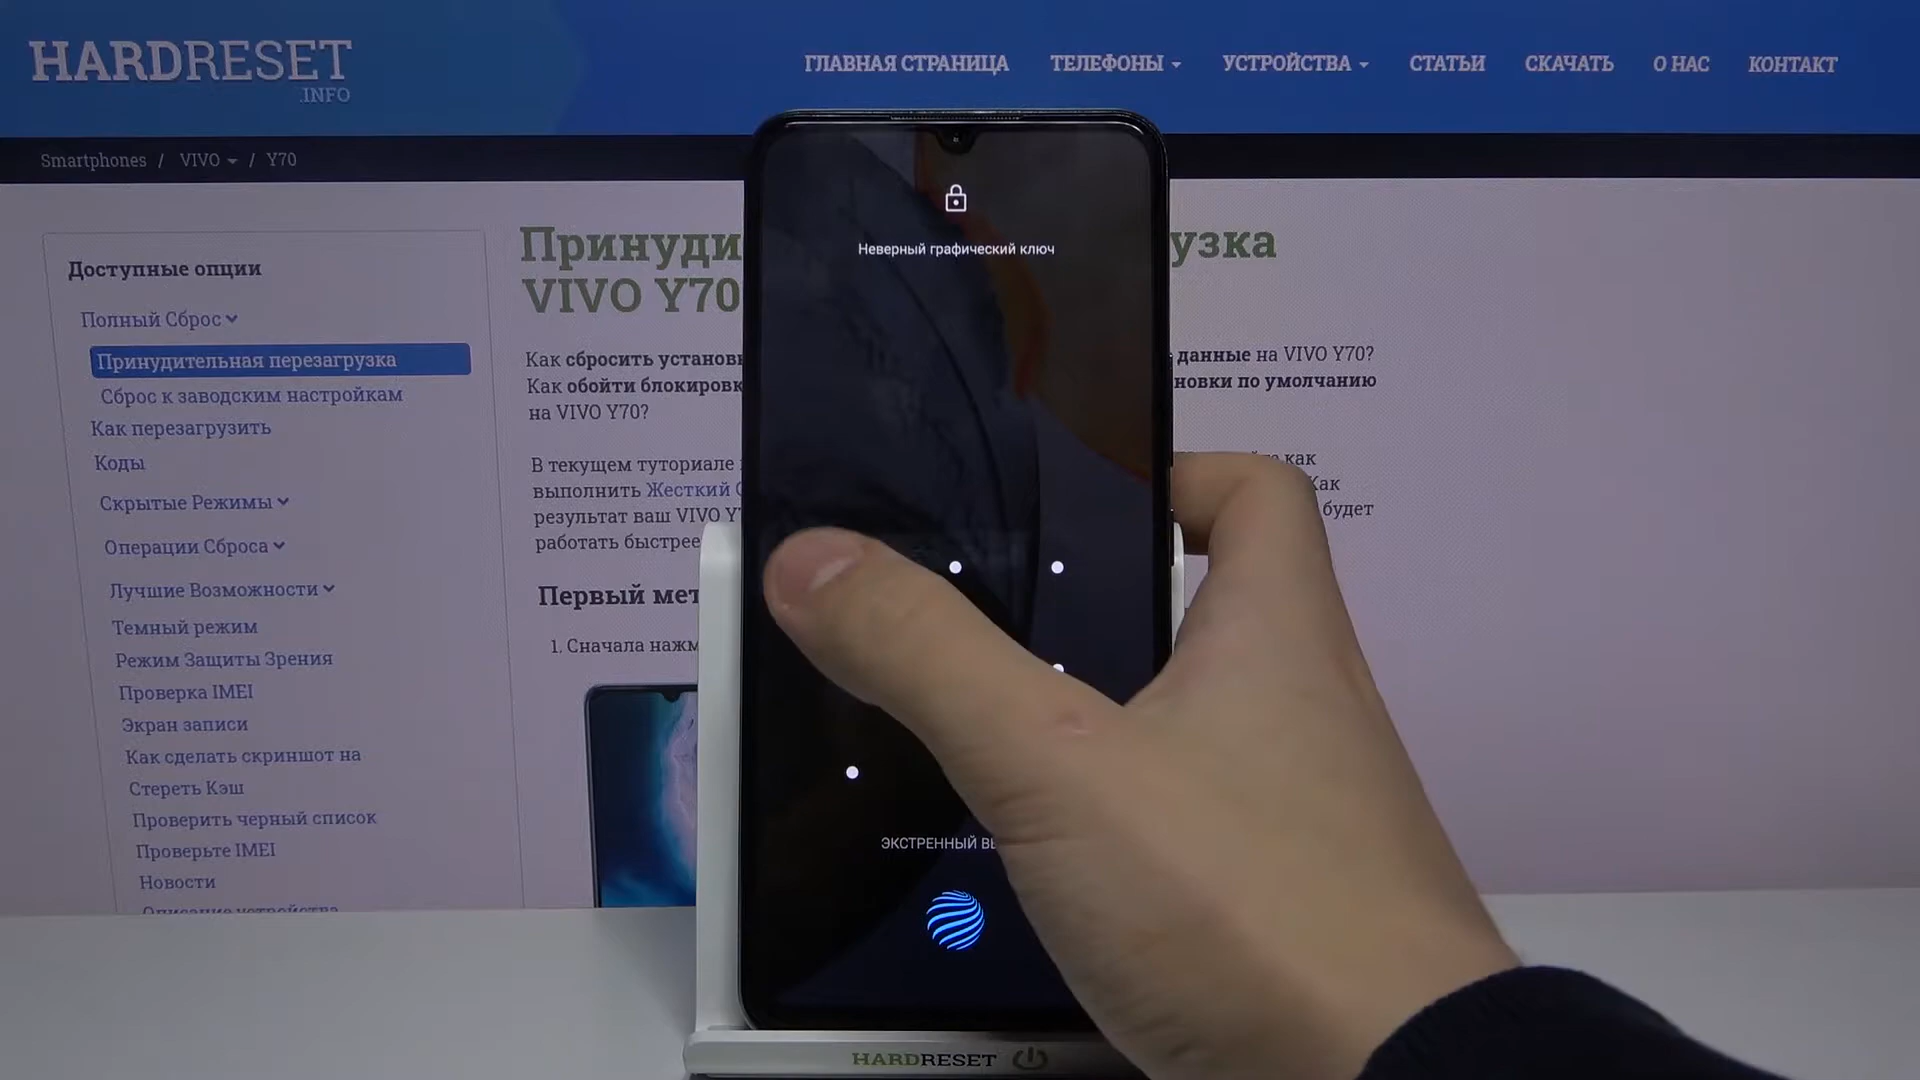 HARDRESET
.INFO
ГЛАВНАЯ СТРАНИЦА ТЕЛЕФОНЫ УСТРОЙСТВА СТАТЬИ СКАЧАТЬ О НАС КОНТАКТ
Smartphones / VIVO / Y70
Доступные опции
Полный Сброс
Принудительная перезагрузка
Сброс к заводским настройкам
Как перезагрузить
Коды
Скрытые Режимы
Операции Сброса
Лучшие Возможности
Темный режим
Режим Защиты Зрения
Проверка IMEI
Экран записи
Как сделать скриншот на
Стереть Кэш
Проверить черный список
Проверьте IMEI
Новости
Описание устройства
Принуди узка
VIVO Y70
Как сбросить установк данные на VIVO Y70?
Как обойти блокировк новки по умолчанию
на VIVO Y70?
В текущем туториале как
выполнить Жесткий Как
результат ваш VIVO Y будет
работать быстрее
Первый мет
1. Сначала нажм
Неверный графический ключ
ЭКСТРЕННЫЙ
HARDRESET